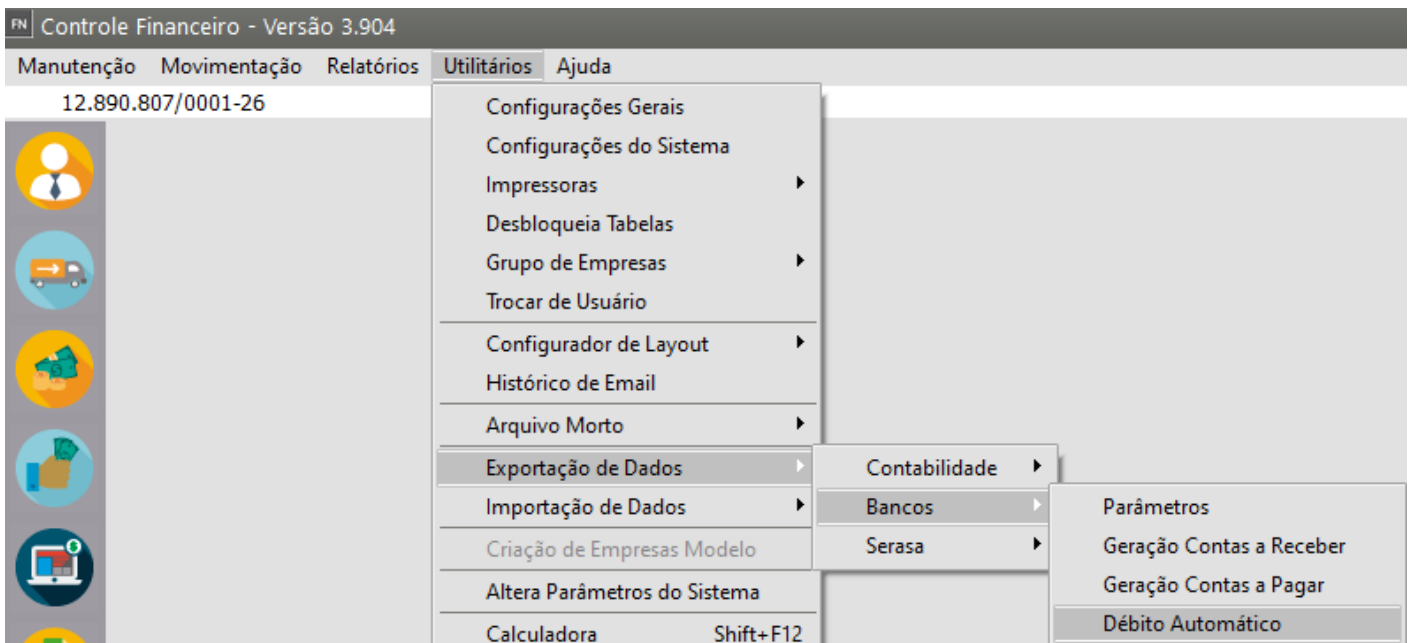 FN Controle Financeiro - Versão 3.904
Manutenção Movimentação Relatórios Utilitários Ajuda
12.890.807/0001-26
Configurações Gerais
Configurações do Sistema
Impressoras
Desbloqueia Tabelas
Grupo de Empresas
Trocar de Usuário
Configurador de Layout
Histórico de Email
Arquivo Morto
Exportação de Dados
Importação de Dados
Criação de Empresas Modelo
Altera Parâmetros do Sistema
Calculadora Shift+F12
Contabilidade
Bancos
Serasa
Parâmetros
Geração Contas a Receber
Geração Contas a Pagar
Débito Automático